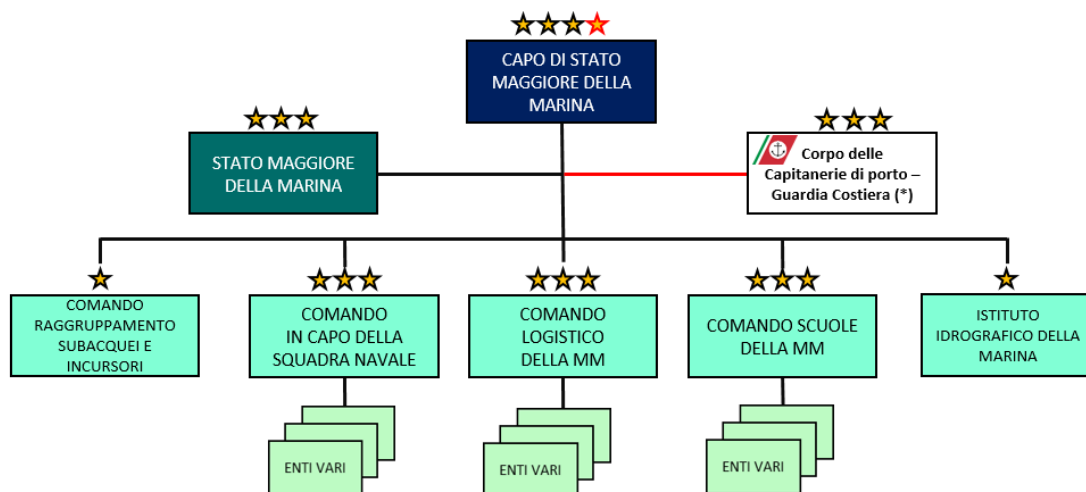 CAPO DI STATO
MAGGIORE DELLA
MARINA
STATO MAGGIORE
DELLA MARINA
Corpo delle
Capitanerie di porto –
Guardia Costiera (*)
COMANDO
RAGGRUPPAMENTO
SUBACQUEI E
INCURSORI
COMANDO
IN CAPO DELLA
SQUADRA NAVALE
COMANDO
LOGISTICO
DELLA MM
COMANDO SCUOLE
DELLA MM
ISTITUTO
IDROGRAFICO DELLA
MARINA
ENTI VARI
ENTI VARI
ENTI VARI